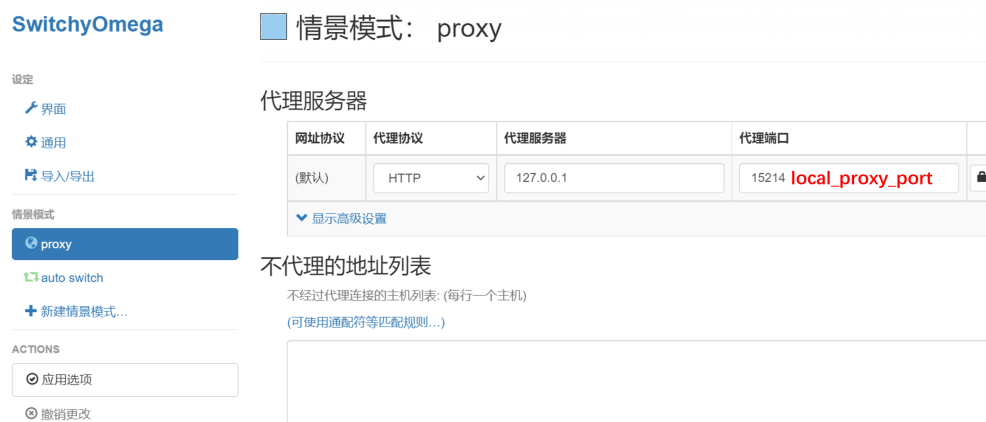 SwitchyOmega
设定
界面
通用
导入/导出
情景模式
proxy
auto switch
新建情景模式…
ACTIONS
应用选项
撤销更改
情景模式： proxy
代理服务器
网址协议 代理协议 代理服务器 代理端口
(默认) HTTP 127.0.0.1 15214 local_proxy_port
显示高级设置
不代理的地址列表
不经过代理连接的主机列表: (每行一个主机)
(可使用通配符等匹配规则…)